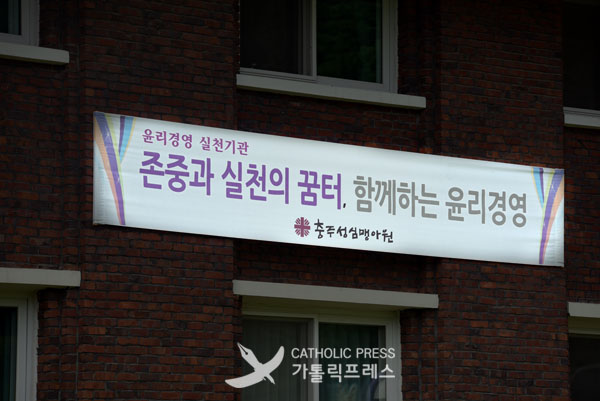 윤리경영 실천기관
존중과 실천의 꿈터, 함께하는 윤리경영
충주성심맹아원
CATHOLIC PRESS
가톨릭프레스